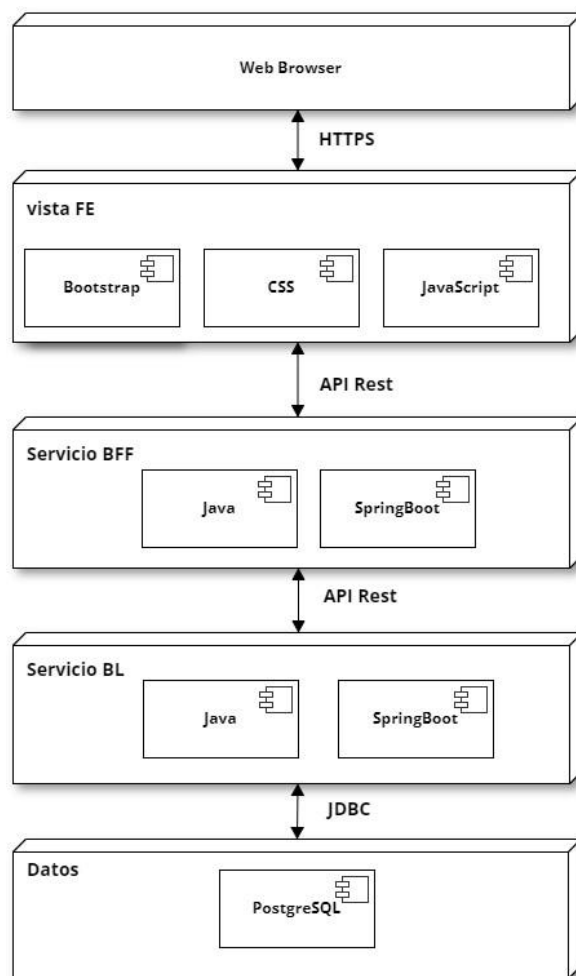 Web Browser
HTTPS
vista FE
Bootstrap
CSS
JavaScript
API Rest
Servicio BFF
Java
SpringBoot
API Rest
Servicio BL
Java
SpringBoot
JDBC
Datos
PostgreSQL